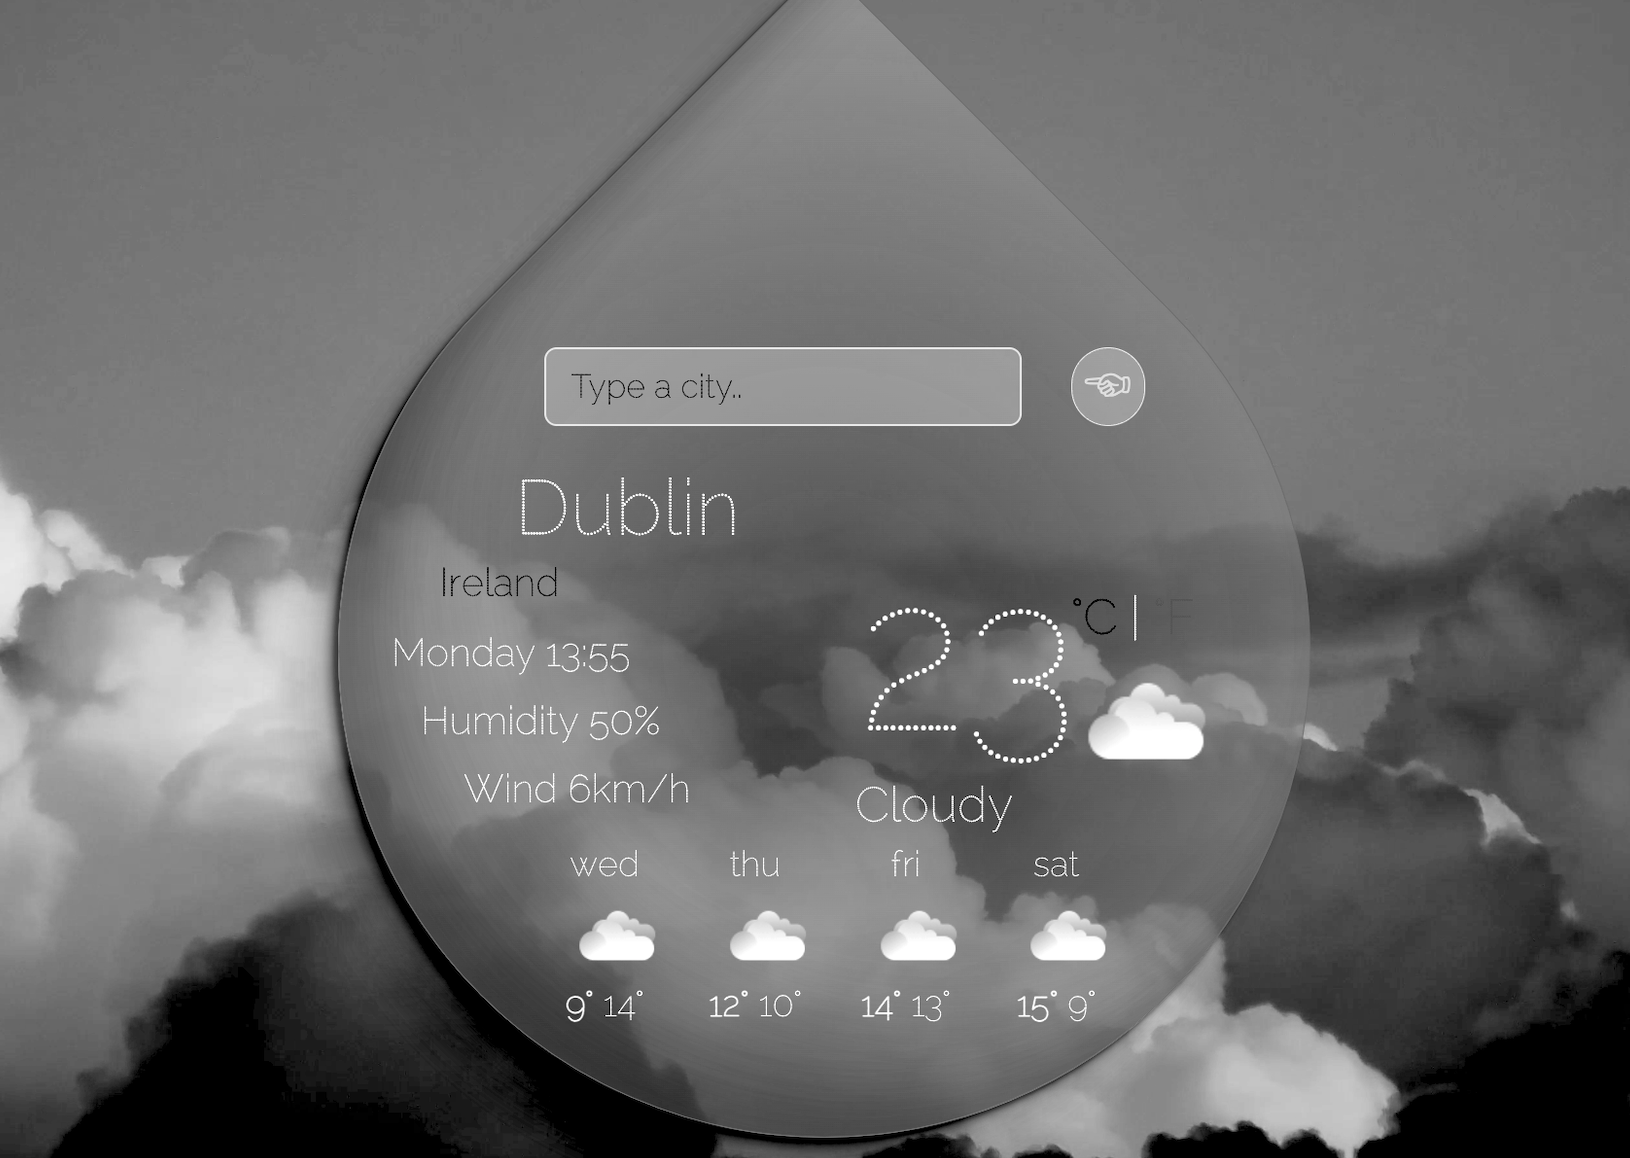 Type a city..
Dublin
Ireland
°C | °F
Monday 13:55
23
Humidity 50%
Wind 6km/h
Cloudy
wed thu fri sat
9° 14° 12° 10° 14° 13° 15° 9°